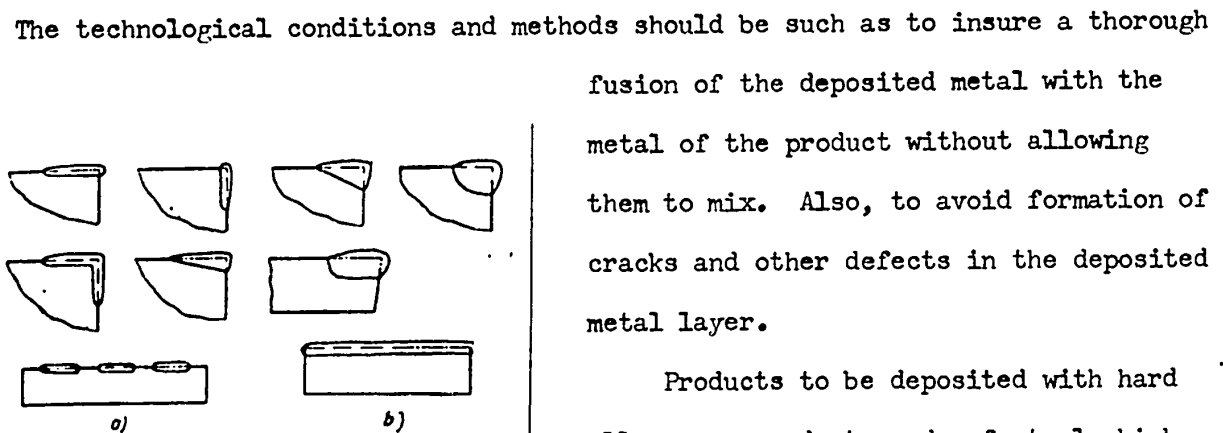 The technological conditions and methods should be such as to insure a thorough
fusion of the deposited metal with the
metal of the product without allowing
them to mix. Also, to avoid formation of
cracks and other defects in the deposited
metal layer.
Products to be deposited with hard
a)
b)